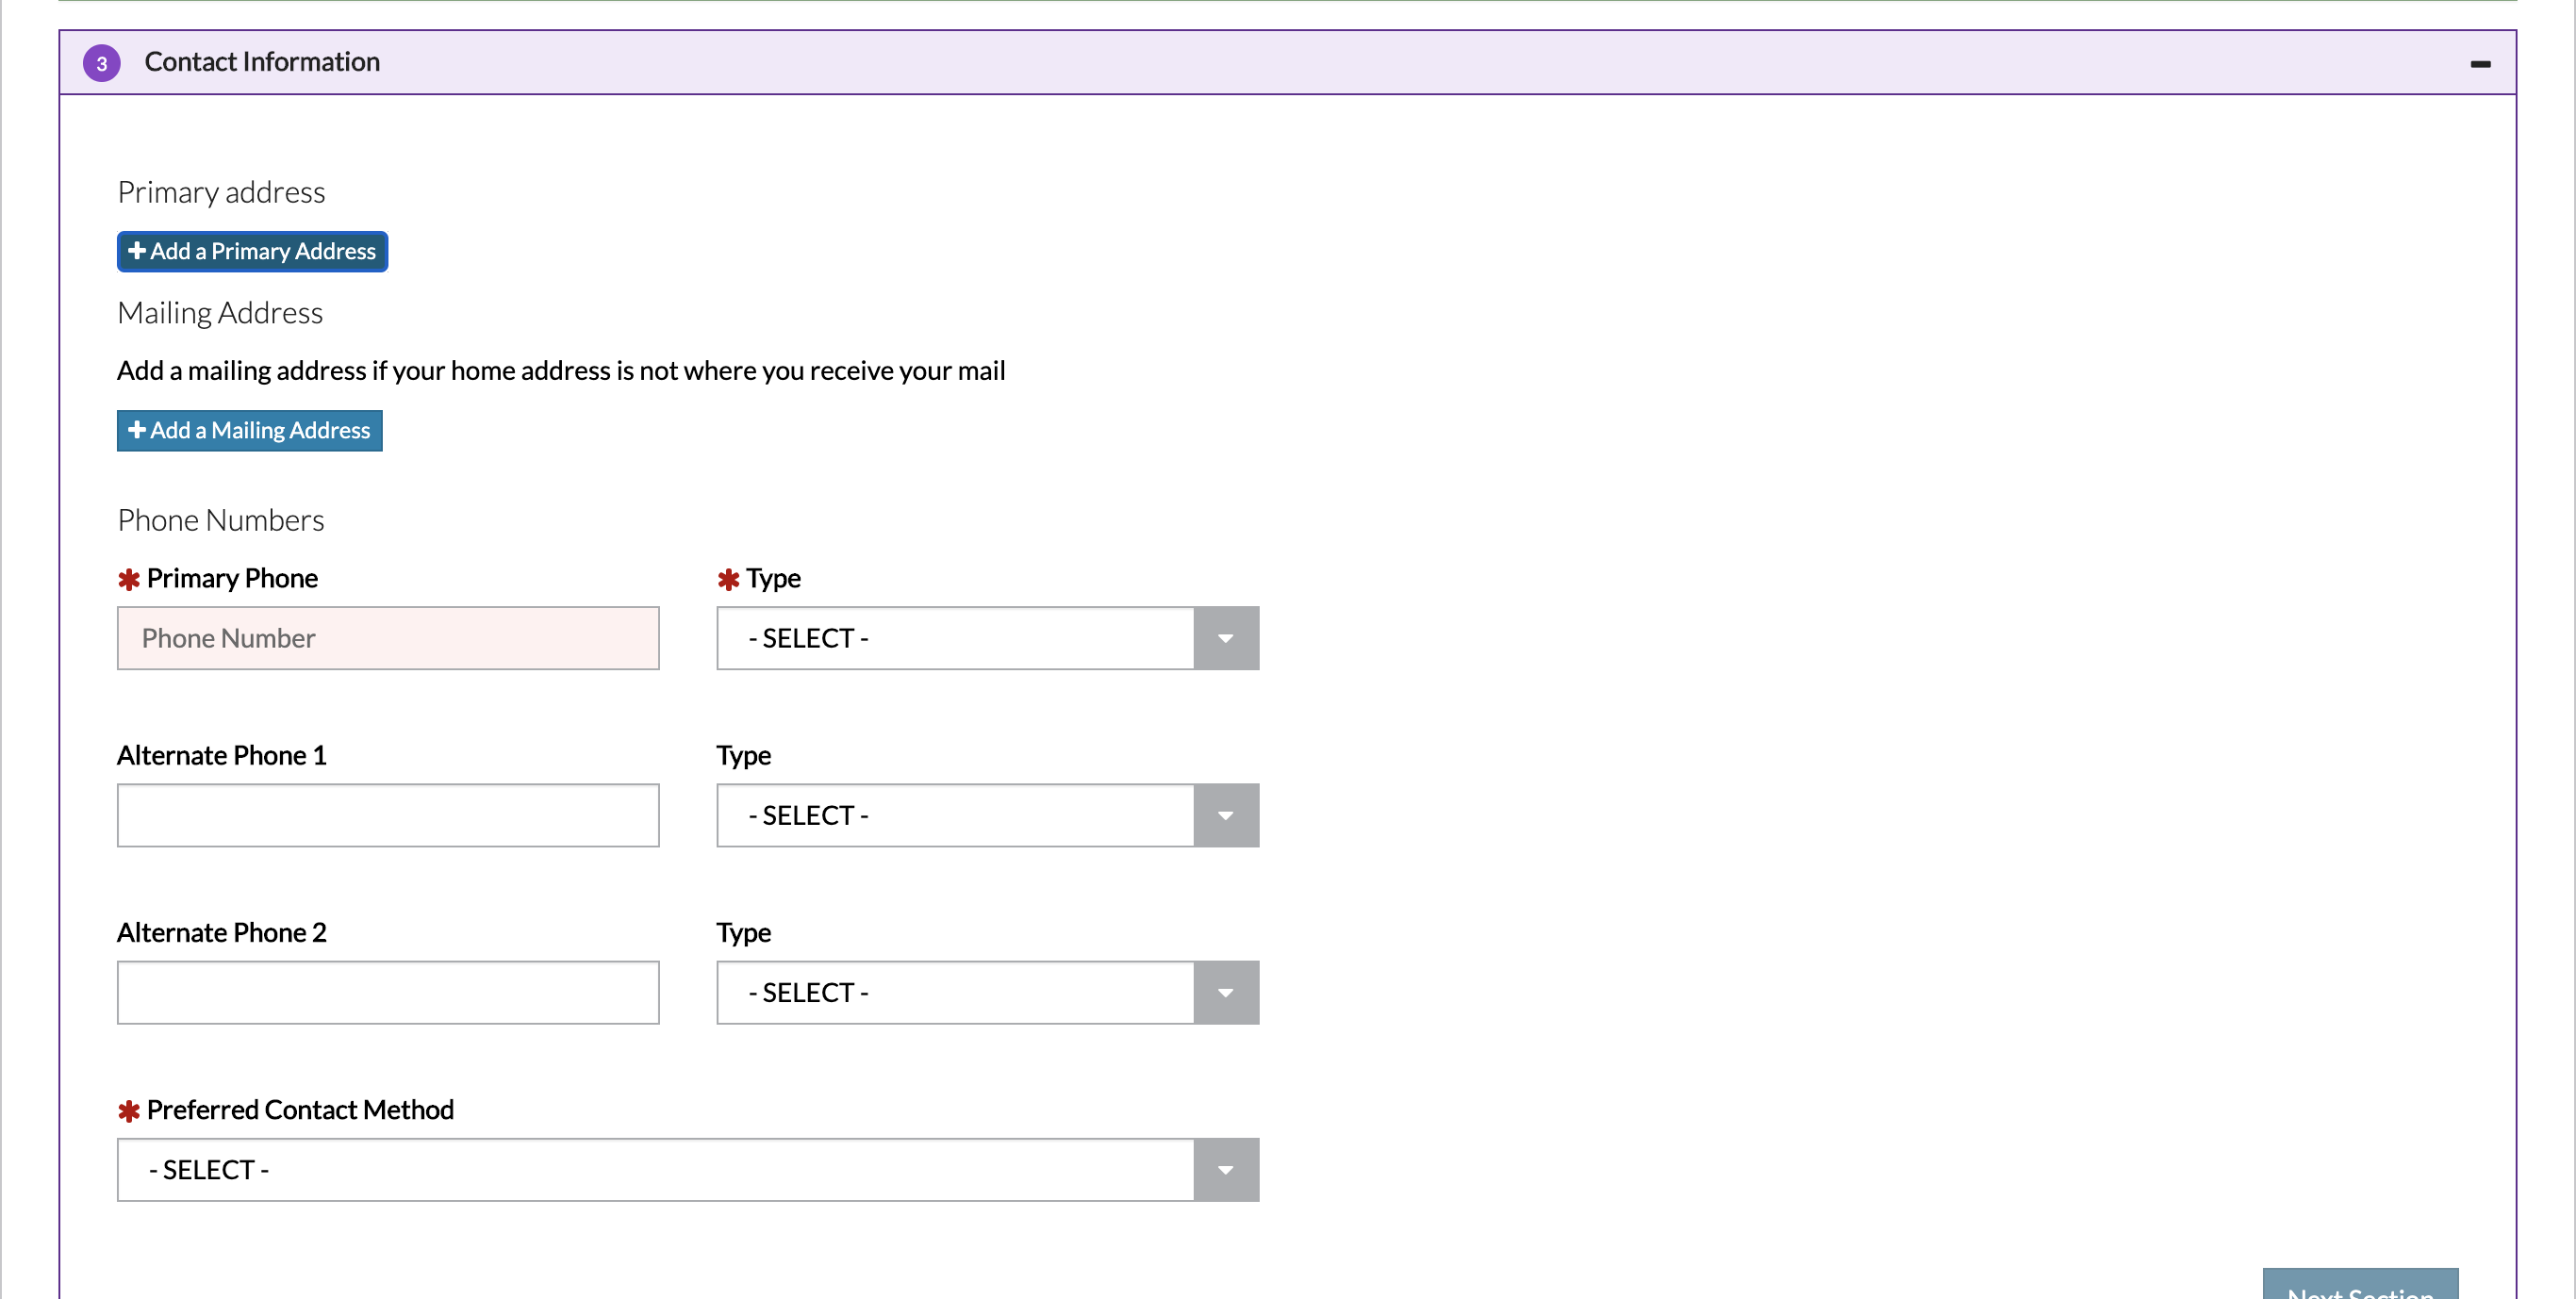 3 Contact Information
Primary address
Add a Primary Address
Mailing Address
Add a mailing address if your home address is not where you receive your mail
Add a Mailing Address
Phone Numbers
* Primary Phone
* Type
Phone Number
- SELECT -
Alternate Phone 1
Type
- SELECT -
Alternate Phone 2
Type
- SELECT -
* Preferred Contact Method
- SELECT -
Next Section